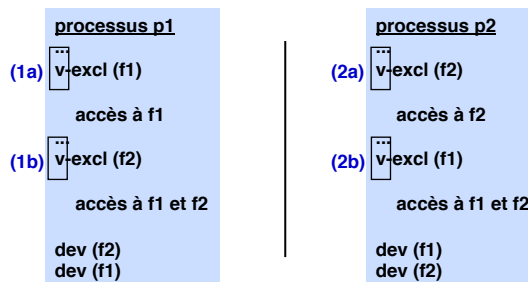 processus p1
...
(1a) v-excl (f1)
accès à f1
...
(1b) v-excl (f2)
accès à f1 et f2
dev (f2)
dev (f1)
processus p2
...
(2a) v-excl (f2)
accès à f2
...
(2b) v-excl (f1)
accès à f1 et f2
dev (f1)
dev (f2)